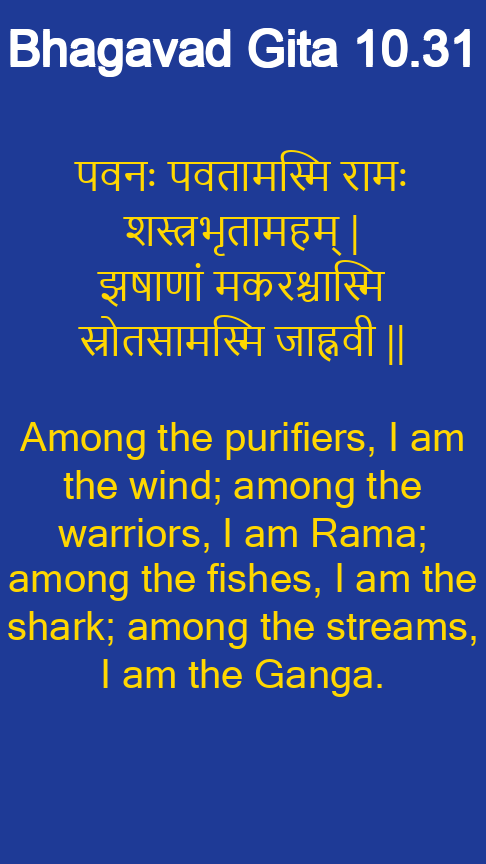 Bhagavad Gita 10.31
पवनः पवतामस्मि रामः
शस्त्रभृतामहम् |
झषाणां मकरश्चास्मि
स्रोतसामस्मि जाह्नवी ||
Among the purifiers, I am
the wind; among the
warriors, I am Rama;
among the fishes, I am the
shark; among the streams,
I am the Ganga.